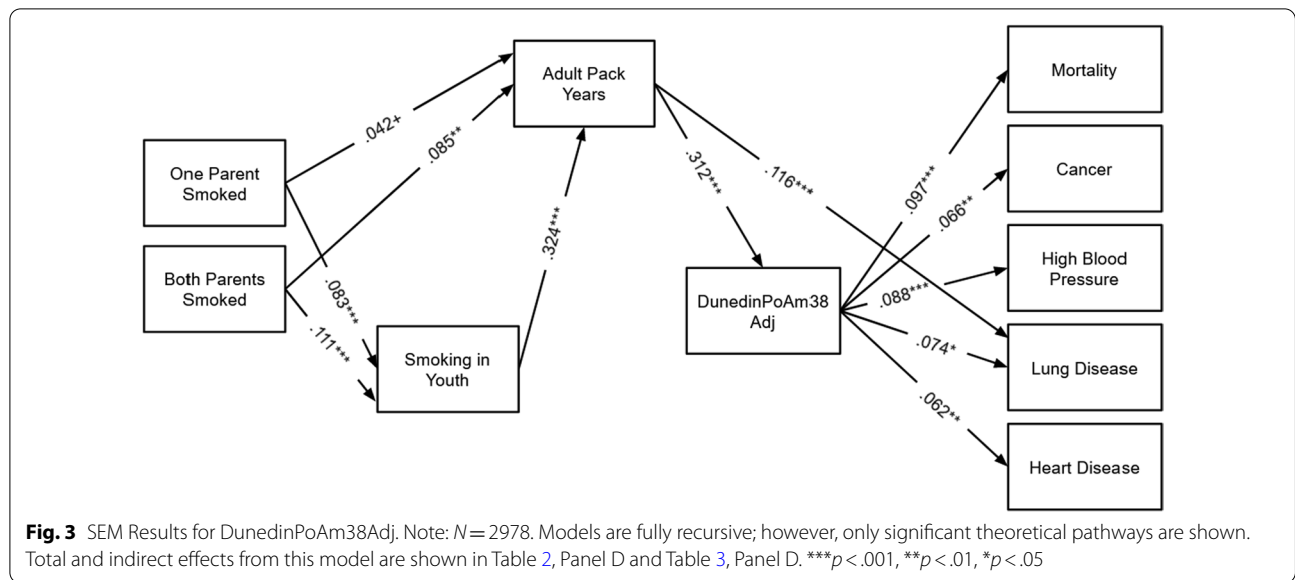 Mortality
Adult Pack
Years
.042+
.085**
.116***
.312***
One Parent
Smoked
Cancer
.097***
.066**
.324***
High Blood
Pressure
Both Parents
Smoked
.083***
.111***
.088***
DunedinPoAm38
Adj
.074*
Smoking in
Youth
Lung Disease
.062**
Heart Disease
Fig. 3 SEM Results for DunedinPoAm38Adj. Note: N = 2978. Models are fully recursive; however, only significant theoretical pathways are shown.
Total and indirect effects from this model are shown in Table 2, Panel D and Table 3, Panel D. ***p < .001, **p < .01, *p < .05